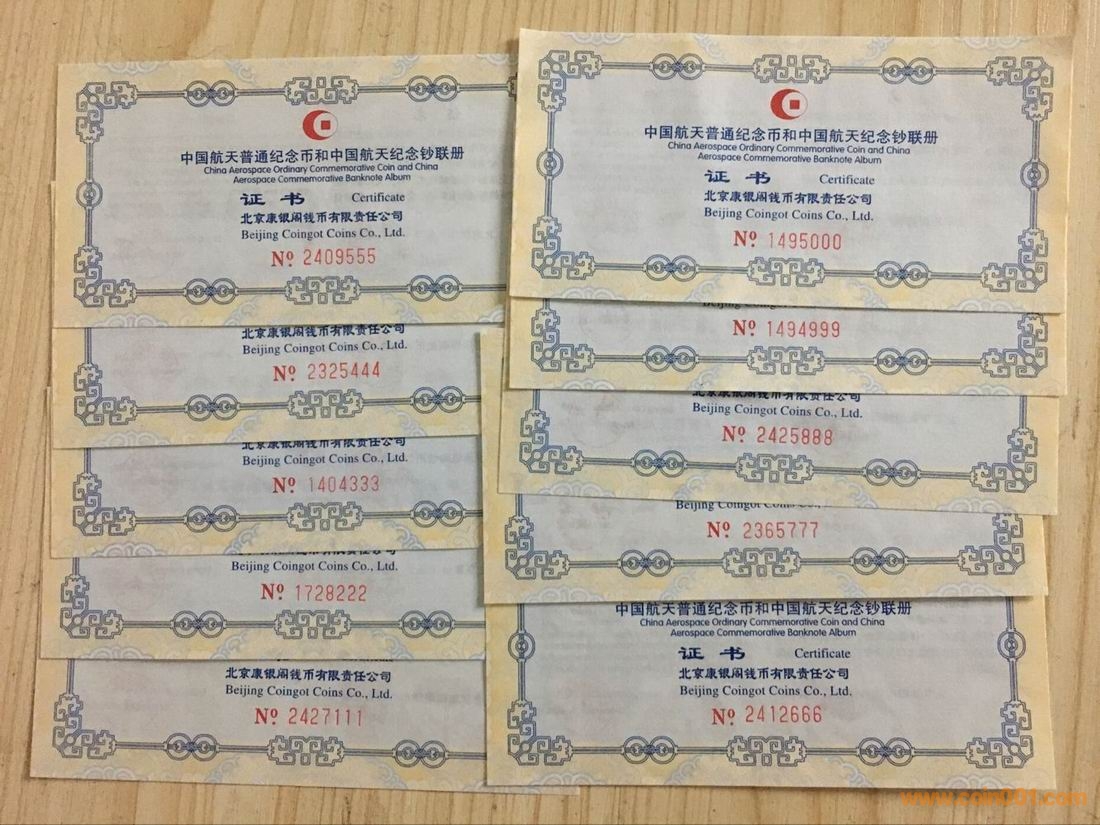 中国航天普通纪念币和中国航天纪念钞联册
China Aerospace Ordinary Commemorative Coin and China
Aerospace Commemorative Banknote Album
证书 Certificate
北京康银阁钱币有限责任公司
Beijing Coingot Coins Co., Ltd.
Nº 2409555
北京康银阁钱币有限责任公司
Beijing Coingot Coins Co., Ltd.
Nº 2325444
北京康银阁钱币有限责任公司
Beijing Coingot Coins Co., Ltd.
Nº 1404333
Beijing Coingot Coins Co., Ltd.
Nº 1728222
北京康银阁钱币有限责任公司
Beijing Coingot Coins Co., Ltd.
Nº 2427111
中国航天普通纪念币和中国航天纪念钞联册
China Aerospace Ordinary Commemorative Coin and China
Aerospace Commemorative Banknote Album
证书 Certificate
北京康银阁钱币有限责任公司
Beijing Coingot Coins Co., Ltd.
Nº 1495000
Nº 1494999
Beijing Coingot Coins Co., Ltd.
Nº 2425888
Beijing Coingot Coins Co., Ltd.
Nº 2365777
中国航天普通纪念币和中国航天纪念钞联册
China Aerospace Ordinary Commemorative Coin and China
Aerospace Commemorative Banknote Album
证书 Certificate
北京康银阁钱币有限责任公司
Beijing Coingot Coins Co., Ltd.
Nº 2412666